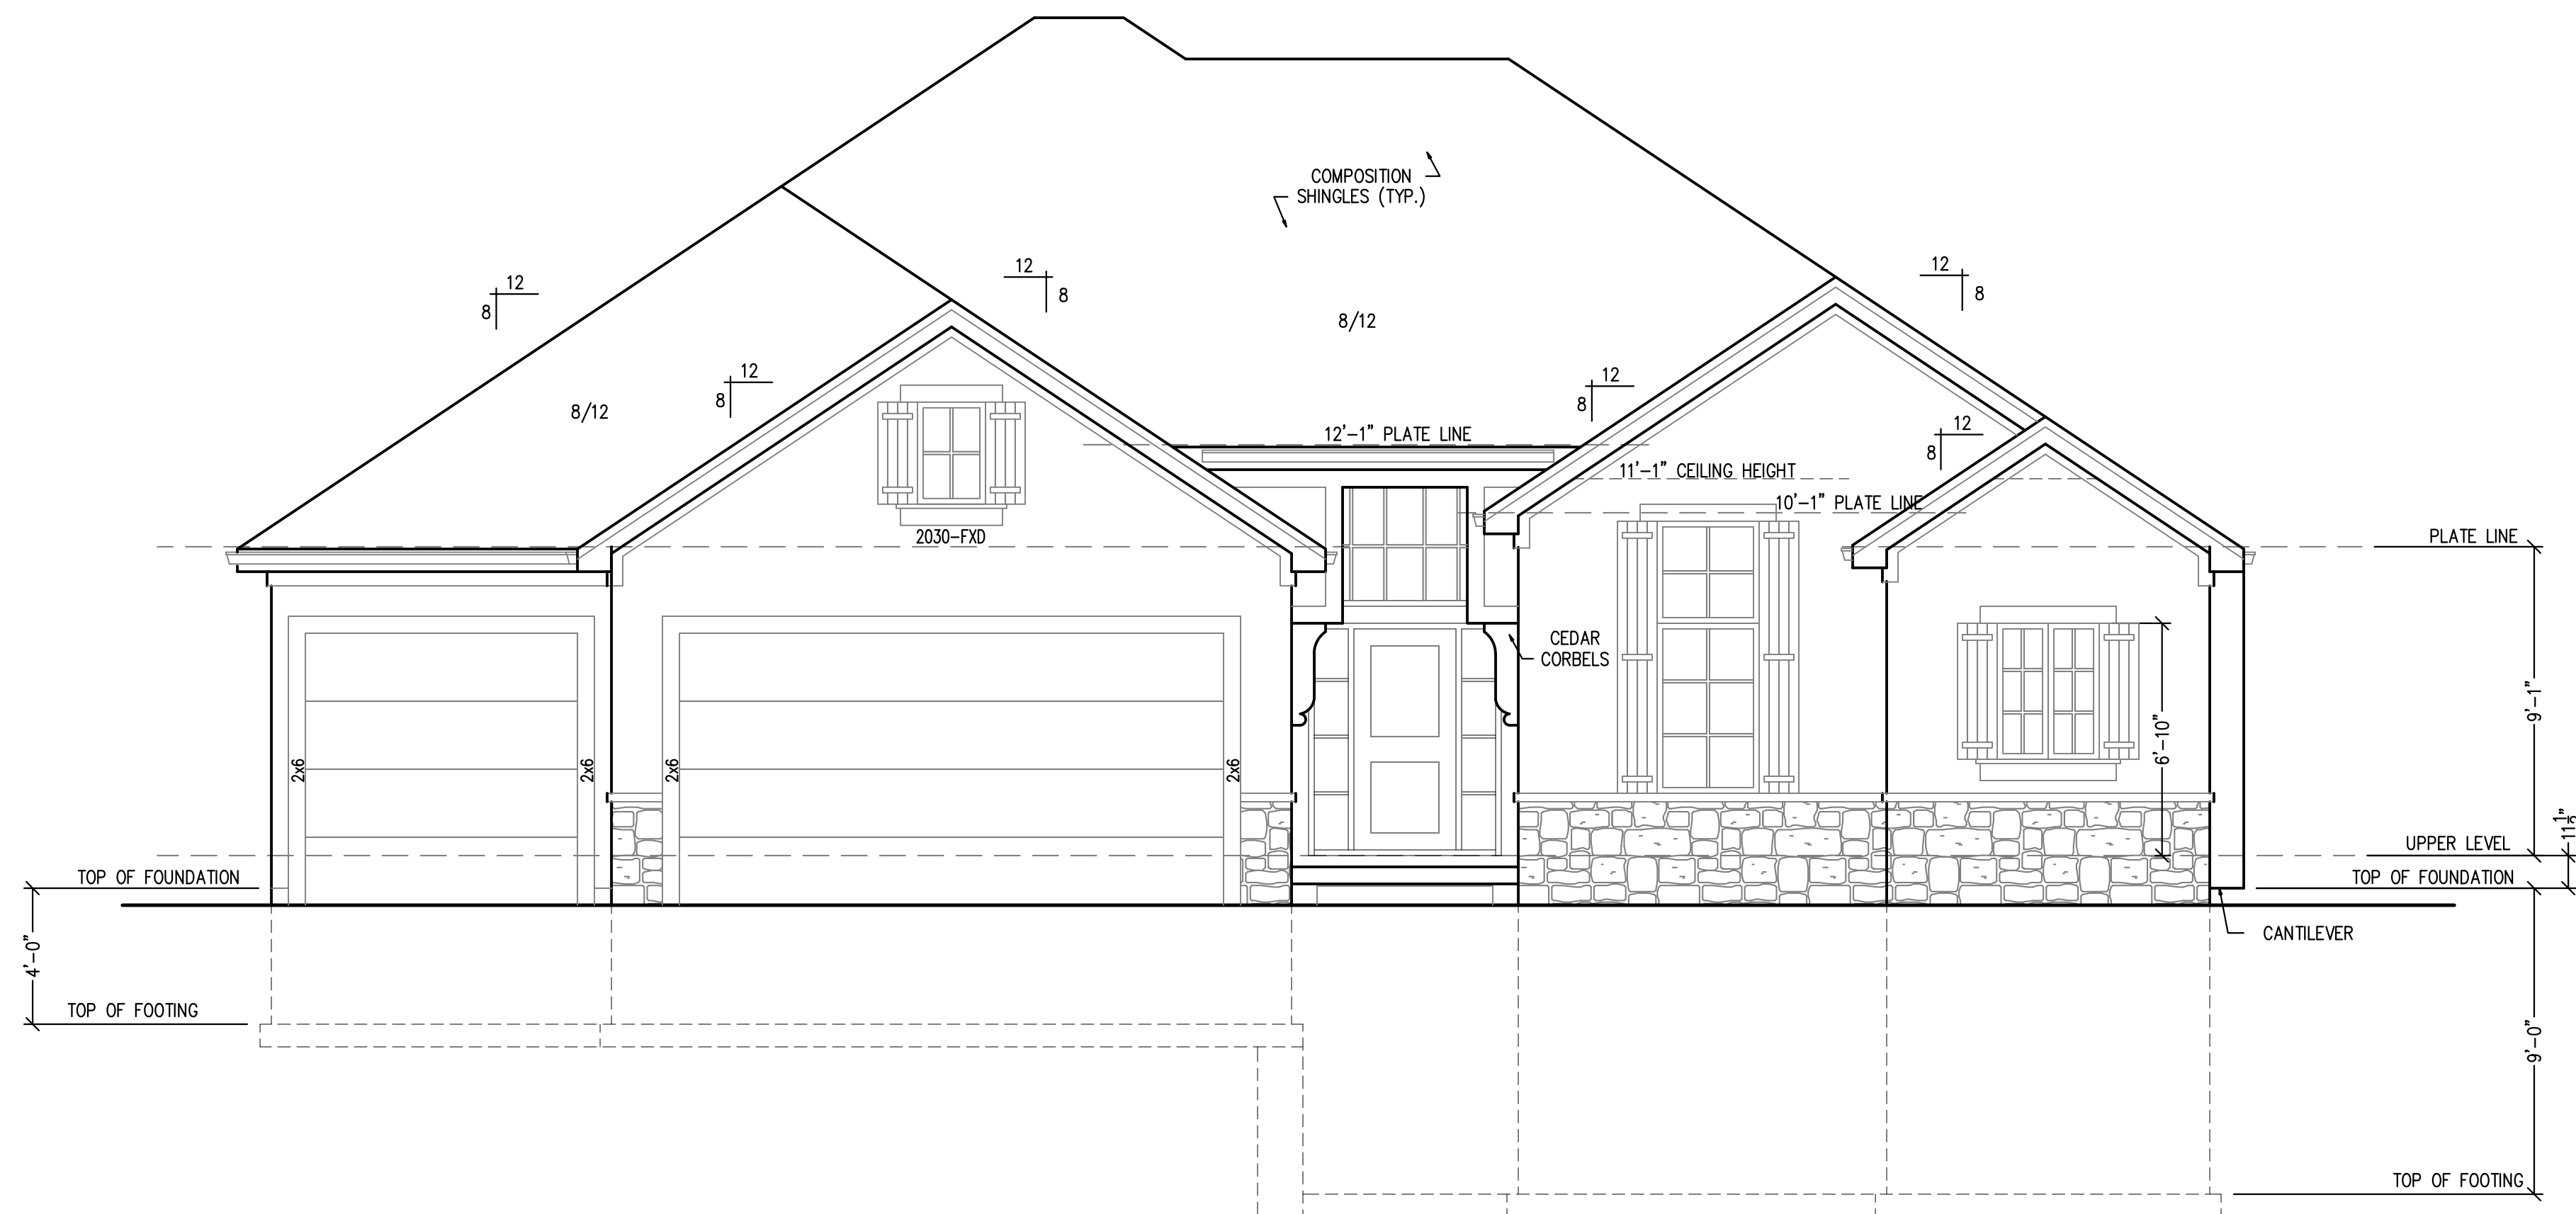 COMPOSITION
SHINGLES (TYP.)
12
8
12
8
12
8
8/12
12
8
12
8
8/12
12
8
12'-1" PLATE LINE
11'-1" CEILING HEIGHT
10'-1" PLATE LINE
2030-FXD
PLATE LINE
CEDAR
CORBELS
9'-1"
6'-10"
2x6
2x6
2x6
2x6
UPPER LEVEL
TOP OF FOUNDATION
TOP OF FOUNDATION
CANTILEVER
4'-0"
TOP OF FOOTING
9'-0"
TOP OF FOOTING